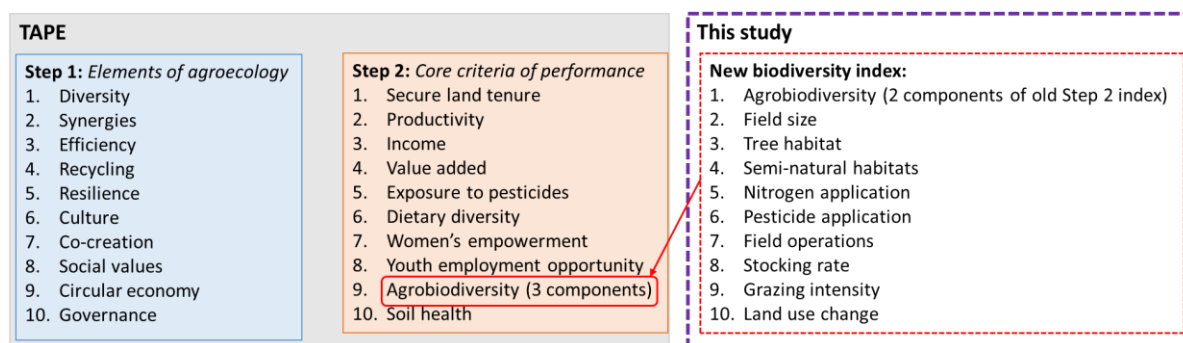 TAPE
Step 1: Elements of agroecology
1. Diversity
2. Synergies
3. Efficiency
4. Recycling
5. Resilience
6. Culture
7. Co-creation
8. Social values
9. Circular economy
10. Governance
Step 2: Core criteria of performance
1. Secure land tenure
2. Productivity
3. Income
4. Value added
5. Exposure to pesticides
6. Dietary diversity
7. Women's empowerment
8. Youth employment opportunity
9. Agrobiodiversity (3 components)
10. Soil health
This study
New biodiversity index:
1. Agrobiodiversity (2 components of old Step 2 index)
2. Field size
3. Tree habitat
4. Semi-natural habitats
5. Nitrogen application
6. Pesticide application
7. Field operations
8. Stocking rate
9. Grazing intensity
10. Land use change